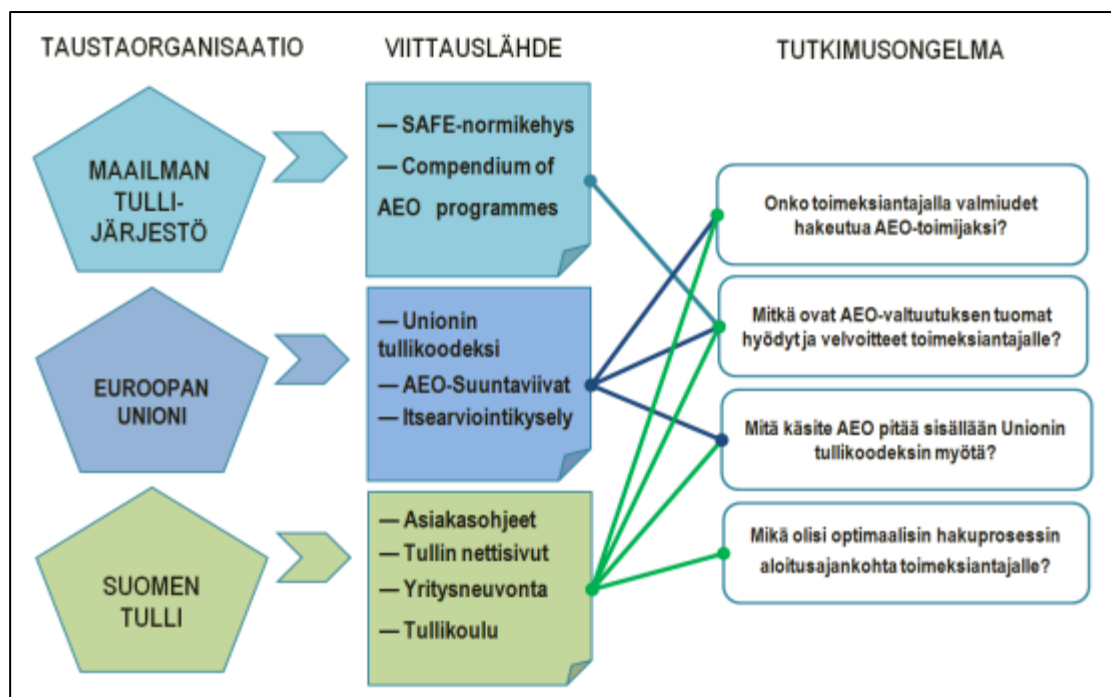 TAUSTAORGANISAATIO
VIITTAUSLÄHDE
TUTKIMUSONGELMA
MAAILMAN
TULLI-
JÄRJESTÖ
— SAFE-normikehys
— Compendium of
AEO programmes
EUROOPAN
UNIONI
— Unionin
tullikoodeksi
— AEO-Suuntaviivat
— Itsearviointikysely
SUOMEN
TULLI
— Asiakasohjeet
— Tullin nettisivut
— Yritysneuvonta
— Tullikoulu
Onko toimeksiantajalla valmiudet
hakeutua AEO-toimijaksi?
Mitkä ovat AEO-valtuutuksen tuomat
hyödyt ja velvoitteet toimeksiantajalle?
Mitä käsite AEO pitää sisällään Unionin
tullikoodeksin myötä?
Mikä olisi optimaalisin hakuprosessin
aloitusajankohta toimeksiantajalle?